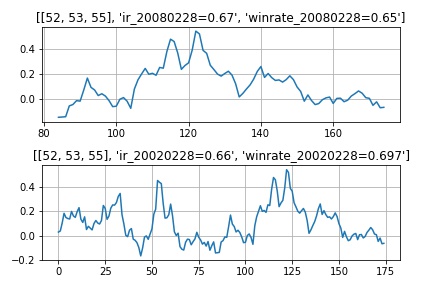 [[52, 53, 55], 'ir_20080228=0.67', 'winrate_20080228=0.65']
0.4
0.2
0.0
80 100 120 140 160
[[52, 53, 55], 'ir_20020228=0.66', 'winrate_20020228=0.697']
0.4
0.2
0.0
−0.2
0 25 50 75 100 125 150 175